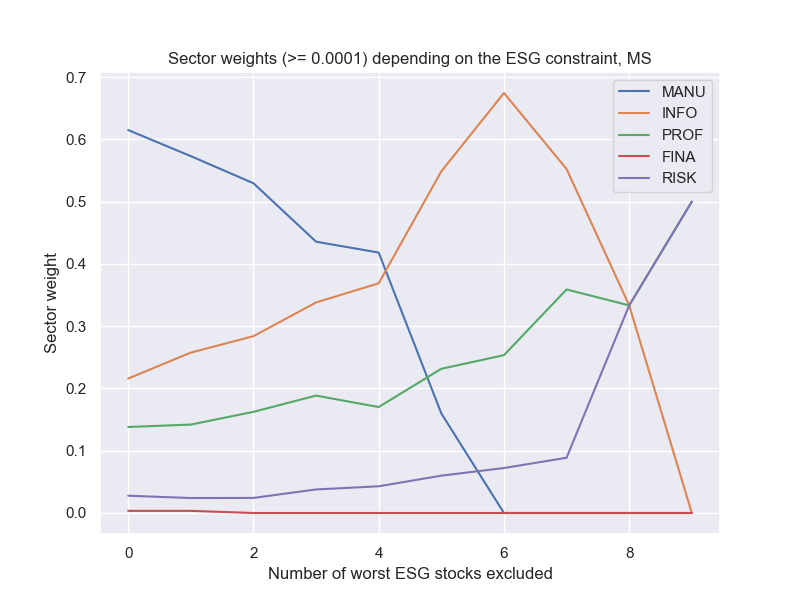 Sector weights (>= 0.0001) depending on the ESG constraint, MS
0.7
0.6
0.5
0.4
0.3
0.2
0.1
0.0
Sector weight
MANU
INFO
PROF
FINA
RISK
0 2 4 6 8
Number of worst ESG stocks excluded